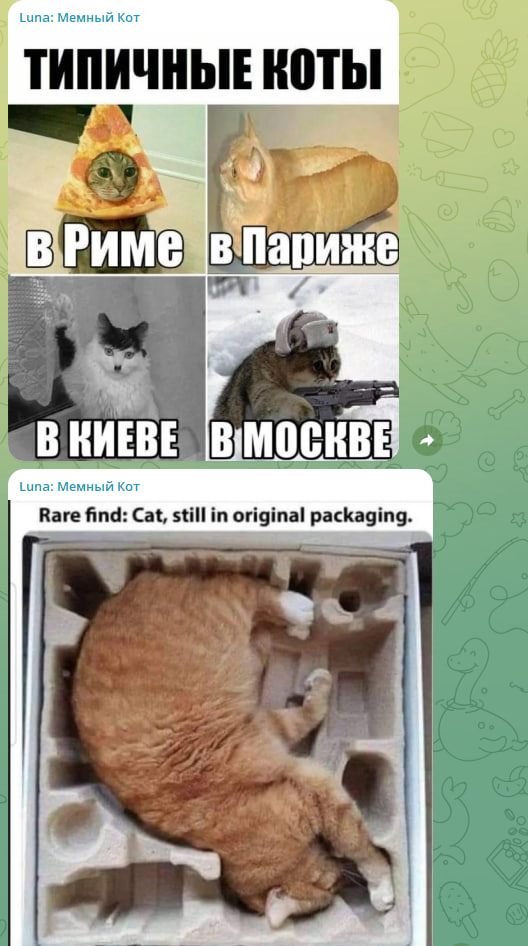 Luna: Мемный Кот
ТИПИЧНЫЕ КОТЫ
в Риме
в Париже
В КИЕВЕ
В МОСКВЕ
Luna: Мемный Кот
Rare find: Cat, still in original packaging.